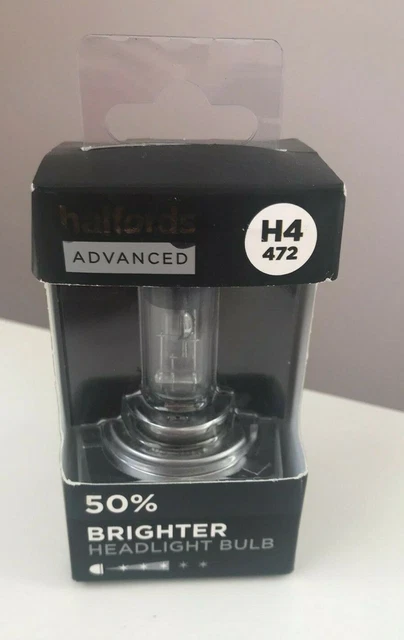 halfords
ADVANCED
H4
472
50%
BRIGHTER
HEADLIGHT BULB